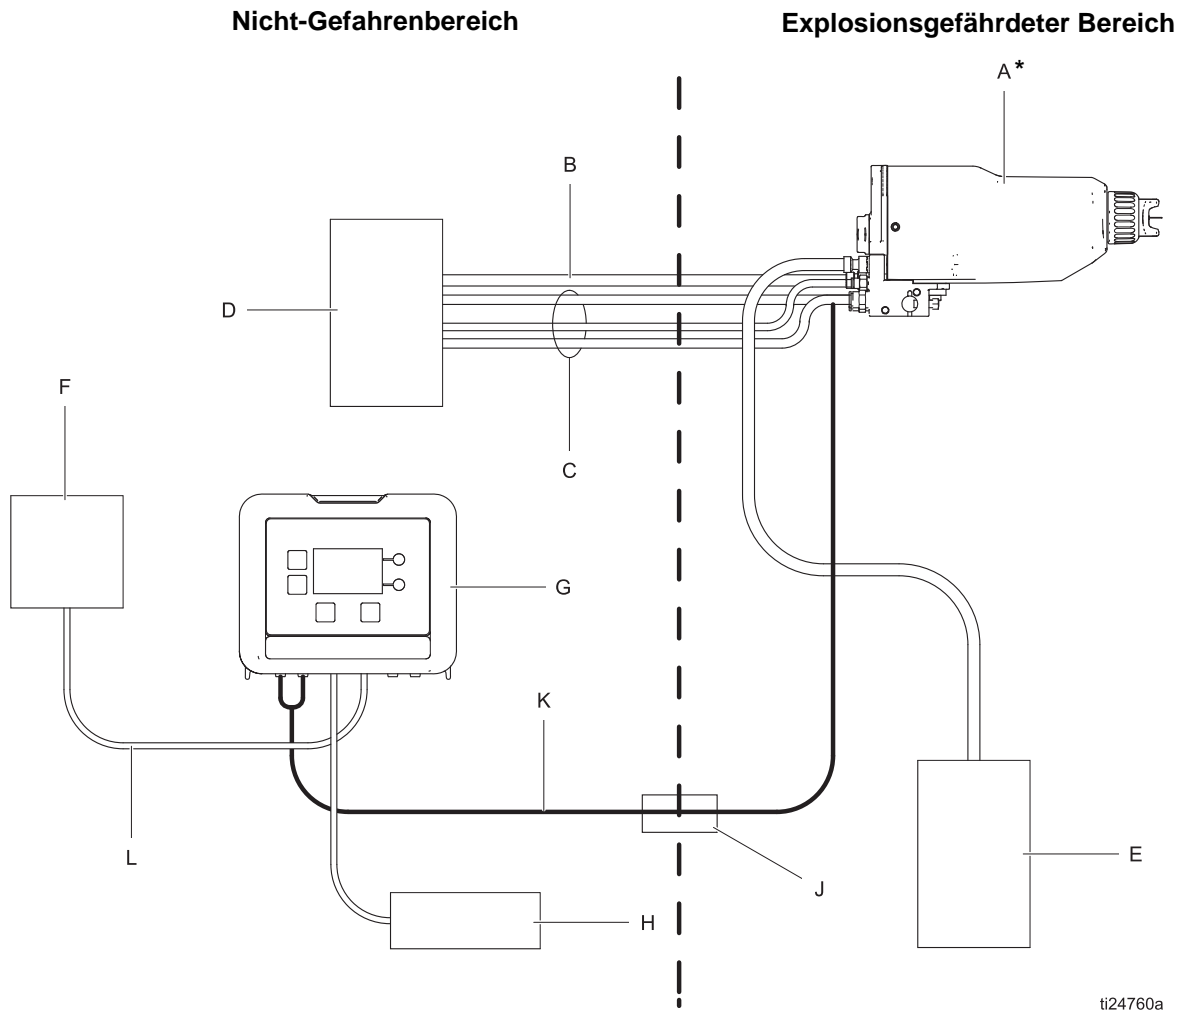 Nicht-Gefahrenbereich
Explosionsgefährdeter Bereich
A*
B
D
F
C
G
K
L
J
E
H
ti24760a